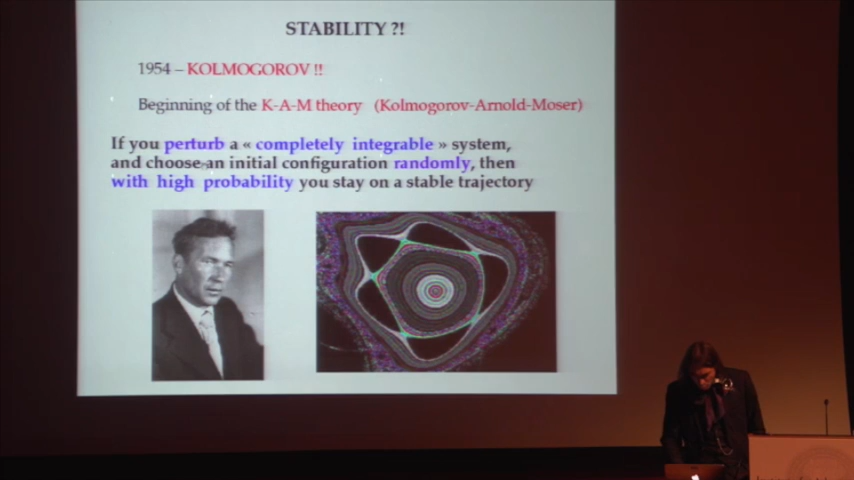 STABILITY ?!
1954 – KOLMOGOROV !!
Beginning of the K-A-M theory (Kolmogorov-Arnold-Moser)
If you perturb a « completely integrable » system,
and choose an initial configuration randomly, then
with high probability you stay on a stable trajectory